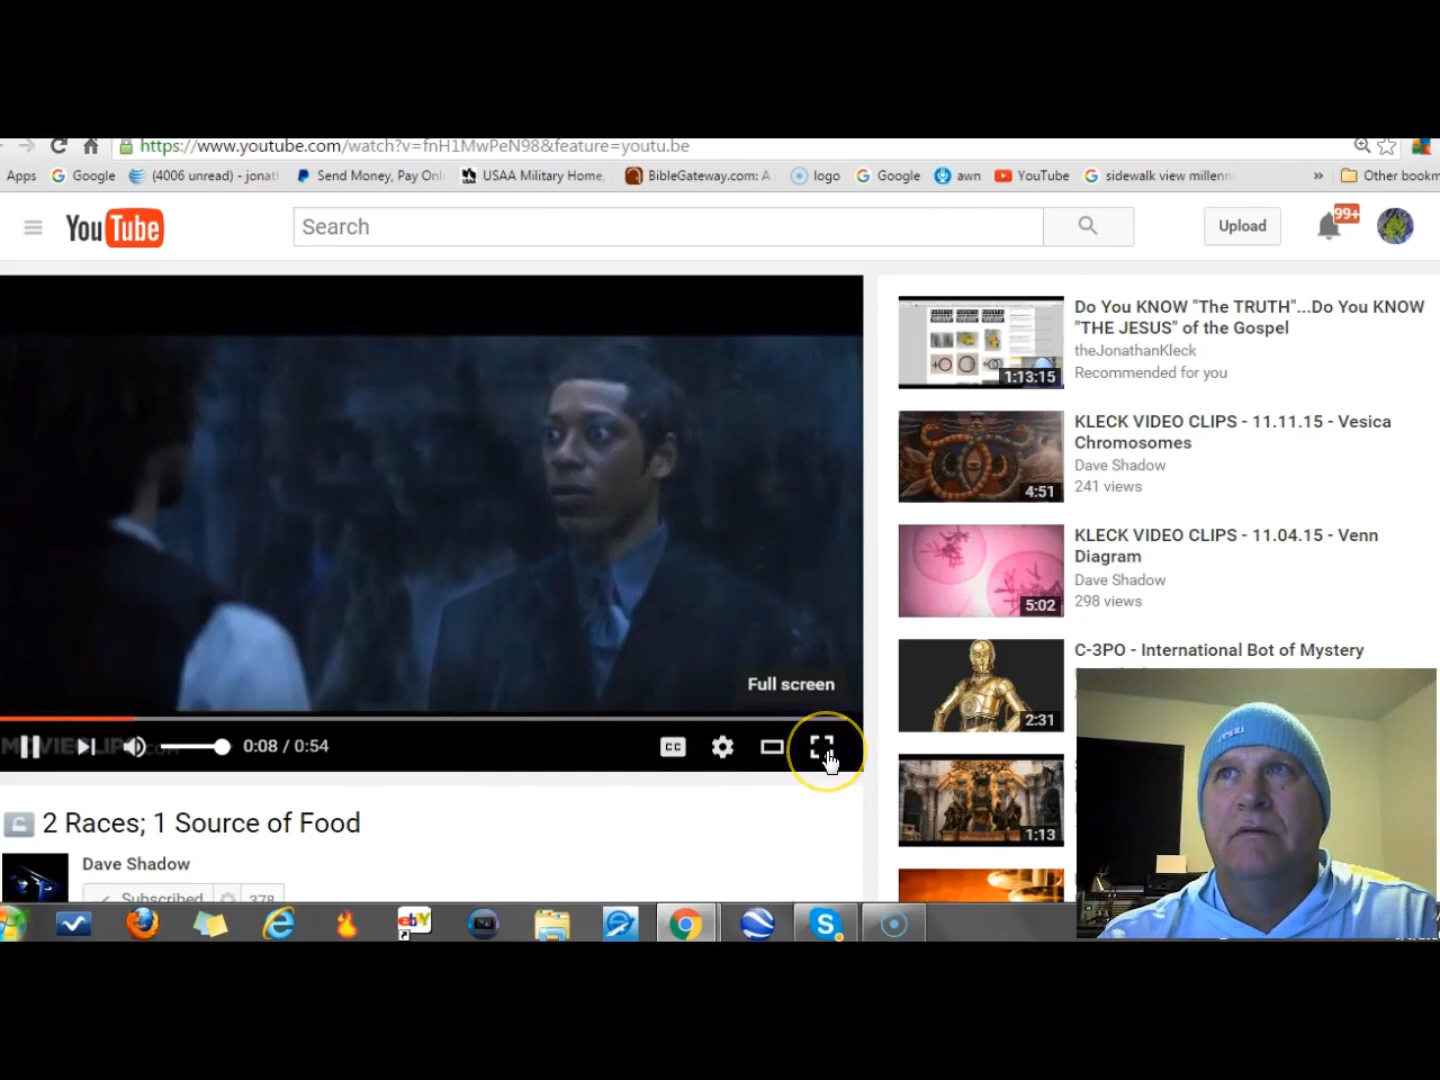 https://www.youtube.com/watch?v=fnH1MwPeN98&feature=youtu.be
Apps Google (4006 unread) - jonat Send Money, Pay Onl USAA Military Home, BibleGateway.com: A logo Google awn YouTube sidewalk view millenn » Other bookm
YouTube Search Upload 99+
Do You KNOW "The TRUTH"...Do You KNOW
"THE JESUS" of the Gospel
theJonathanKleck
Recommended for you
1:13:15
KLECK VIDEO CLIPS - 11.11.15 - Vesica
Chromosomes
Dave Shadow
241 views
4:51
KLECK VIDEO CLIPS - 11.04.15 - Venn
Diagram
Dave Shadow
298 views
5:02
C-3PO - International Bot of Mystery
2:31
1:13
Full screen
0:08 / 0:54
CC
2 Races; 1 Source of Food
Dave Shadow
Subscribed 378
ebY